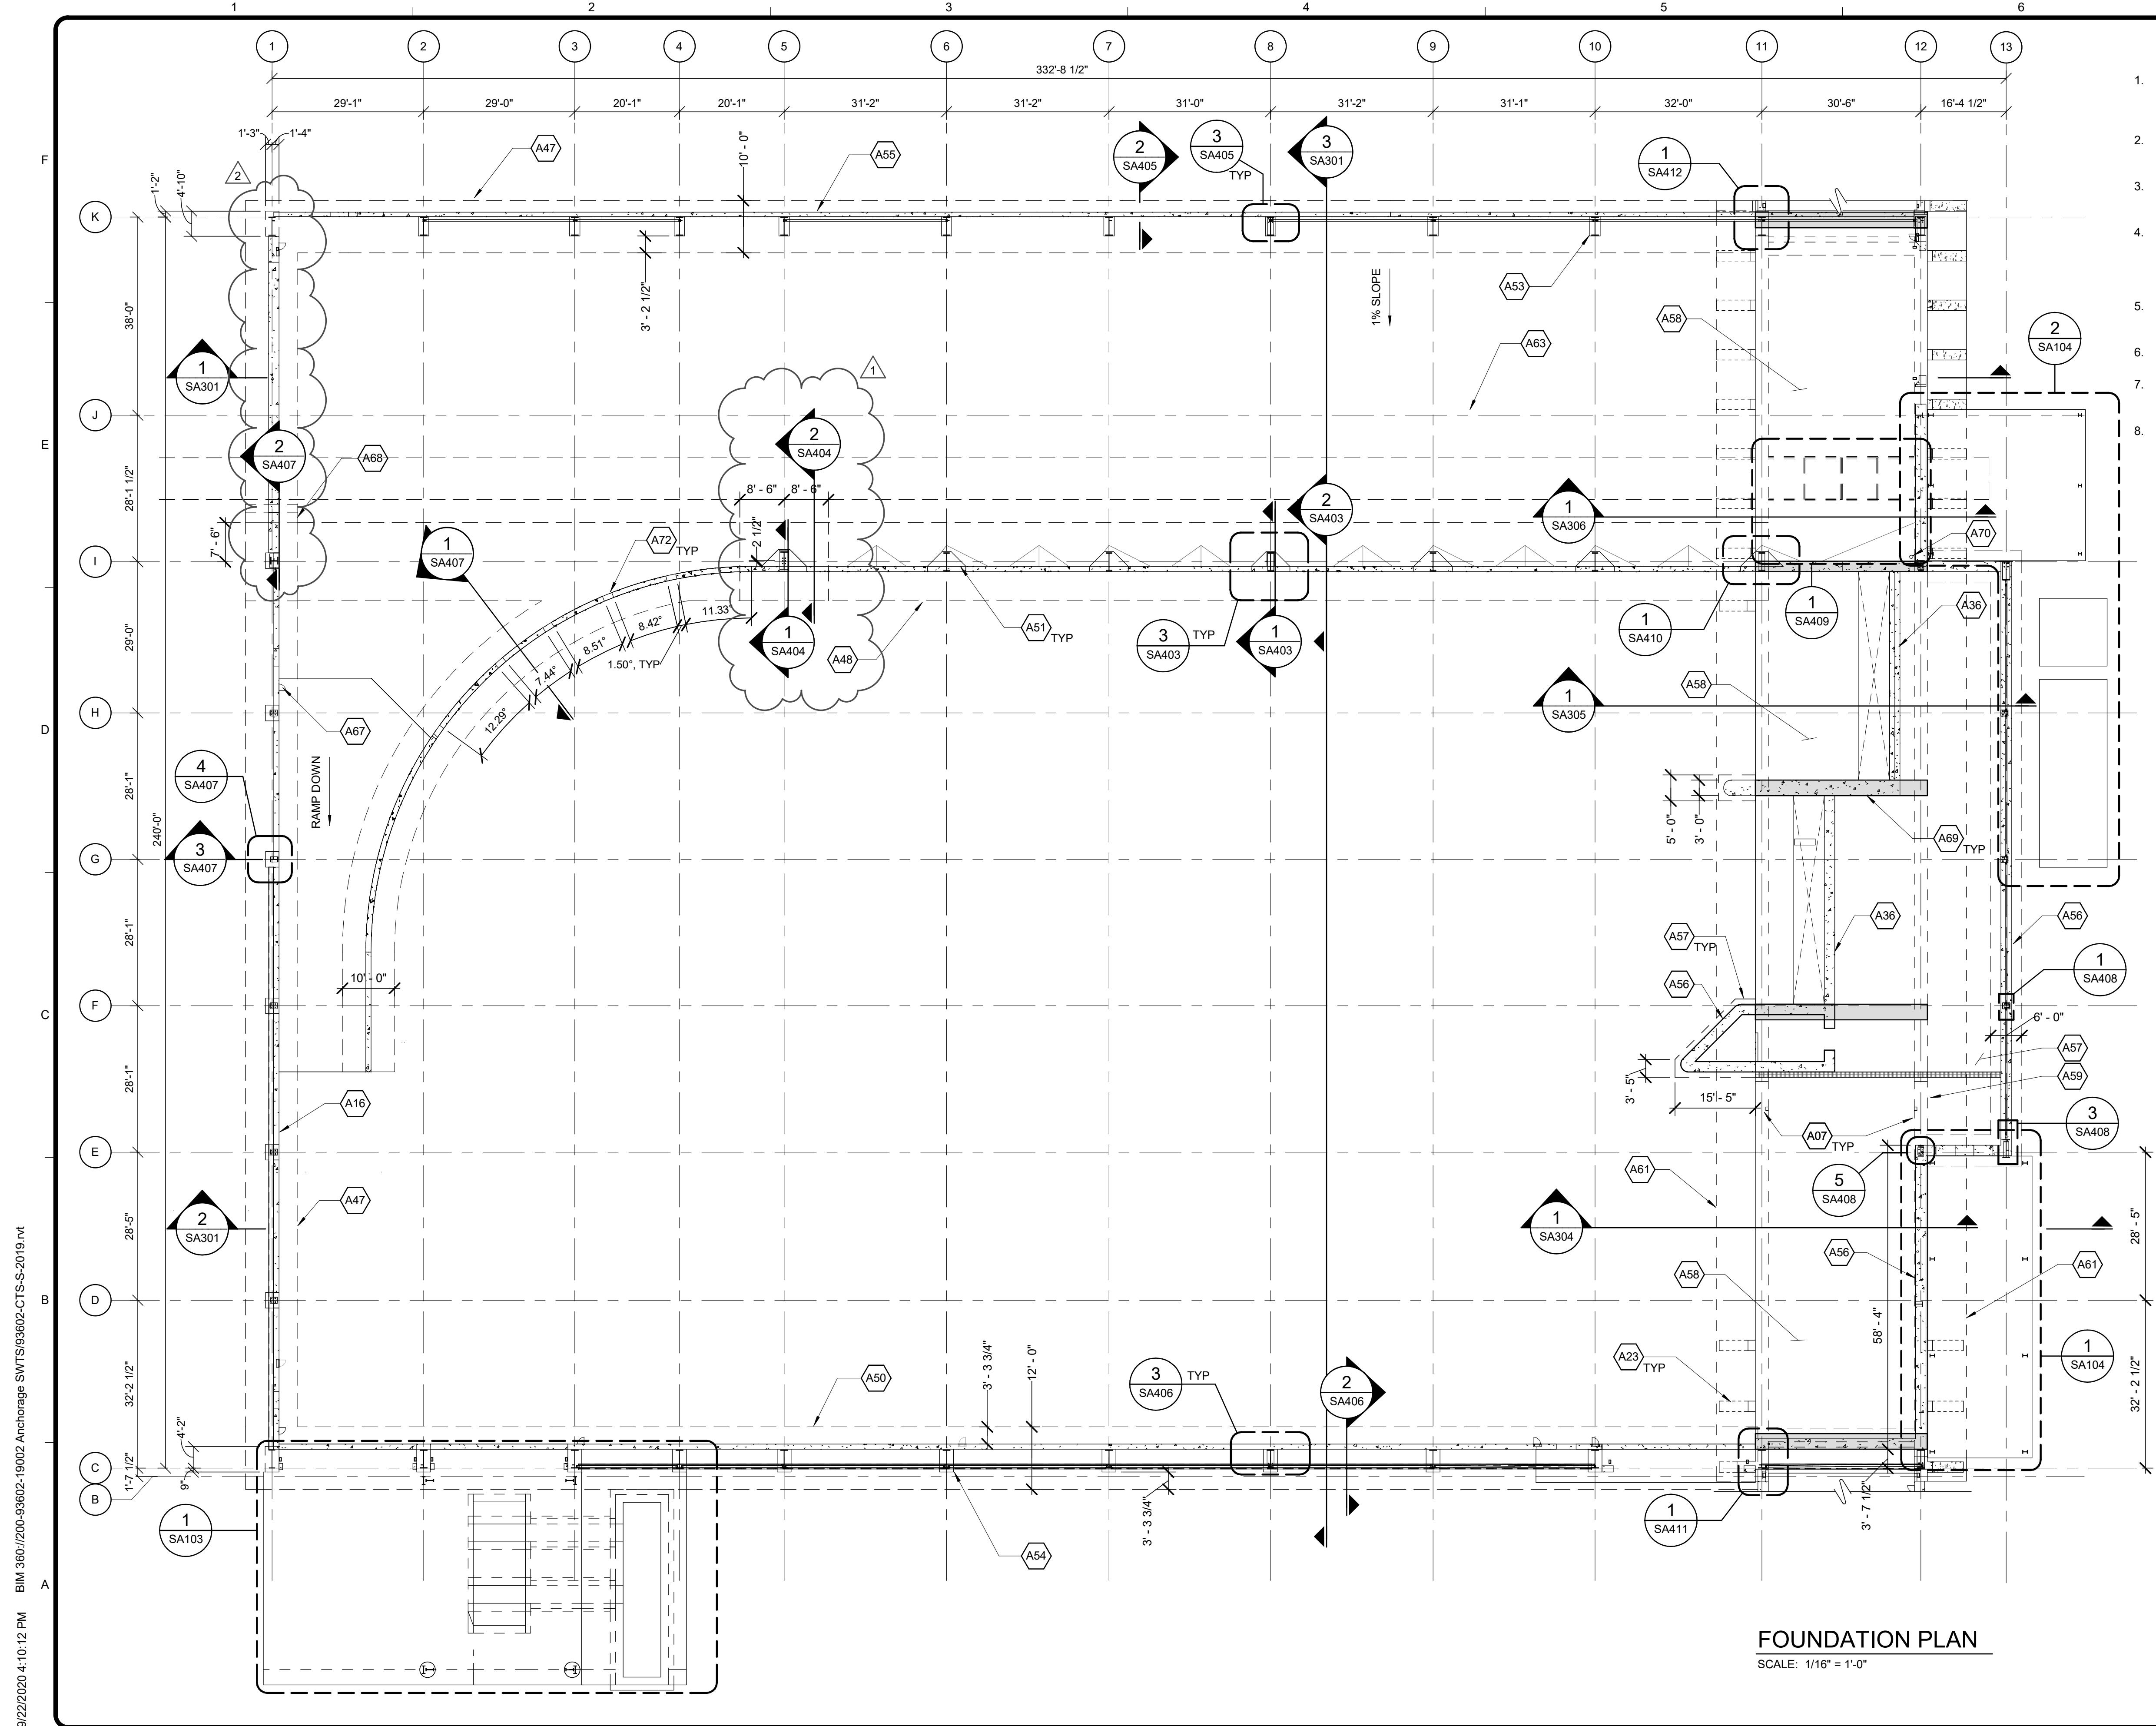 1 2 3 4 5 6
1 2 3 4 5 6 7 8 9 10 11 12 13
332'-8 1/2"
29'-1" 29'-0" 20'-1" 20'-1" 31'-2" 31'-2" 31'-0" 31'-2" 31'-1" 32'-0" 30'-6" 16'-4 1/2"
1.
2.
3.
4.
5.
6.
7.
8.
F
E
D
C
B
A
1'-3" 1'-4"
2
1'-2"
4'-10"
A47
A55
10' - 0"
2
SA405
3
SA405
TYP
3
SA301
1
SA412
K
3' - 2 1/2"
1% SLOPE
A53
A58
A63
2
SA104
38'-0"
1
SA301
1
J
2
SA407
A68
2
SA404
8' - 6" 8' - 6"
2 1/2"
28'-1 1/2"
7' - 6"
1
SA407
A72
TYP
2
SA403
1
SA306
A70
I
11.33°
8.42°
8.51°
7.44°
12.29°
1.50°, TYP
1
SA404
A48
A51
TYP
3
SA403
TYP
1
SA403
1
SA410
1
SA409
A36
29'-0"
A58
1
SA305
H
A67
4
SA407
RAMP DOWN
28'-1"
240'-0"
5' - 0"
3' - 0"
A69
TYP
G
3
SA407
28'-1"
A57
TYP
A36
A56
A56
1
SA408
10' - 0"
F
6' - 0"
A57
A59
28'-1"
3' - 5"
15' - 5"
A16
A07
TYP
3
SA408
E
A61
5
SA408
A47
2
SA301
28'-5"
1
SA304
28' - 5"
A56
A58
A61
D
58' - 4"
32'-2 1/2"
A50
3' - 3 3/4"
12' - 0"
3
SA406
TYP
2
SA406
A23
TYP
1
SA104
32' - 2 1/2"
4'-2"
C
1'-7 1/2"
9"
B
1
SA103
A54
3' - 3 3/4"
1
SA411
3' - 7 1/2"
FOUNDATION PLAN
SCALE: 1/16" = 1'-0"
9/22/2020 4:10:12 PM BIM 360://200-93602-19002 Anchorage SWTS/93602-CTS-S-2019.rvt